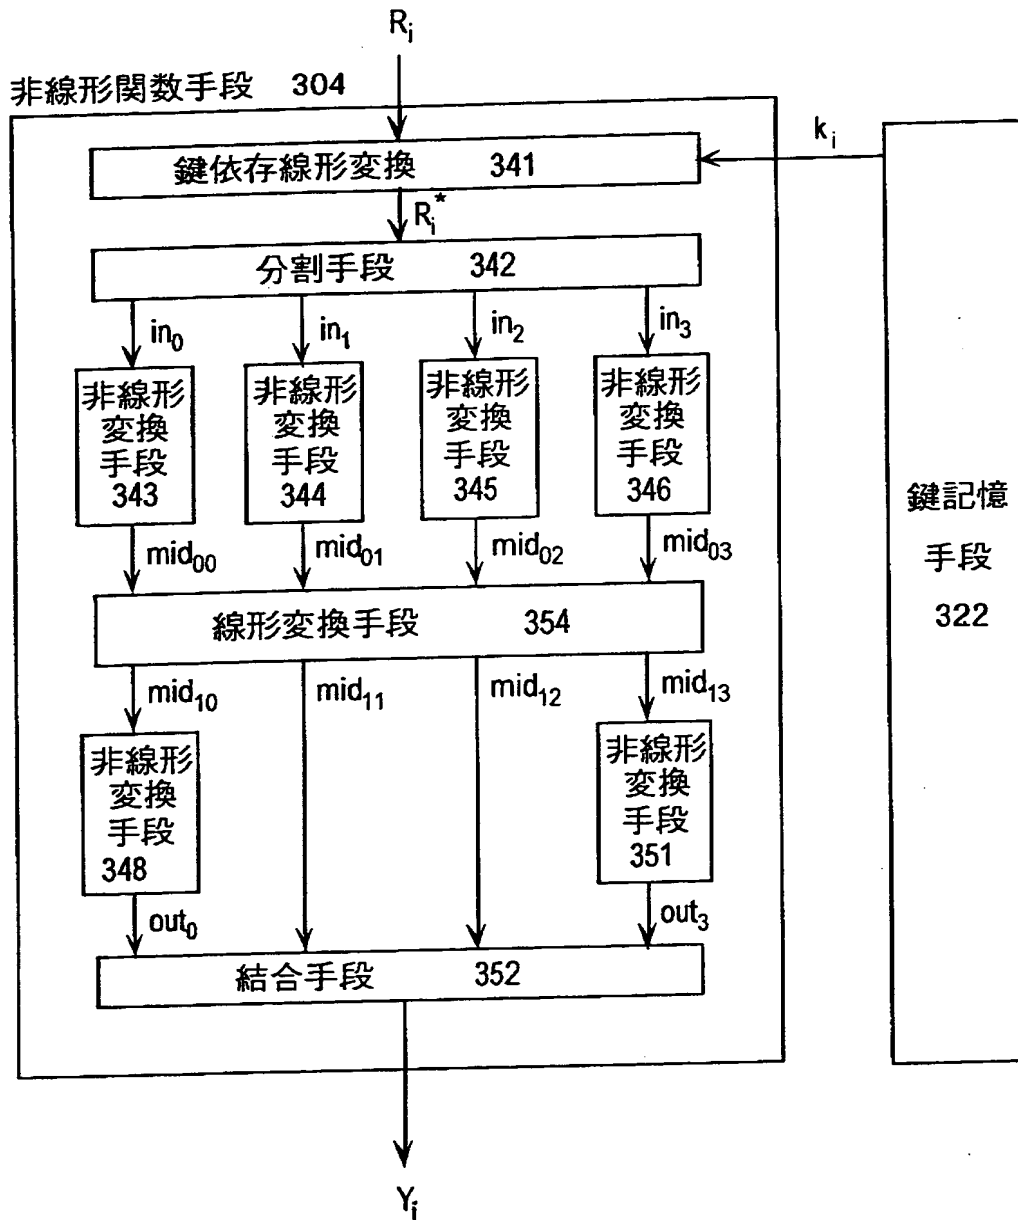 R_i
非線形関数手段 304
k_i
鍵依存線形変換 341
R_i^*
分割手段 342
in_0
in_1
in_2
in_3
非線形
変換
手段
343
非線形
変換
手段
344
非線形
変換
手段
345
非線形
変換
手段
346
鍵記憶
手段
322
mid_00
mid_01
mid_02
mid_03
線形変換手段 354
mid_10
mid_11
mid_12
mid_13
非線形
変換
手段
348
非線形
変換
手段
351
out_0
out_3
結合手段 352
Y_i